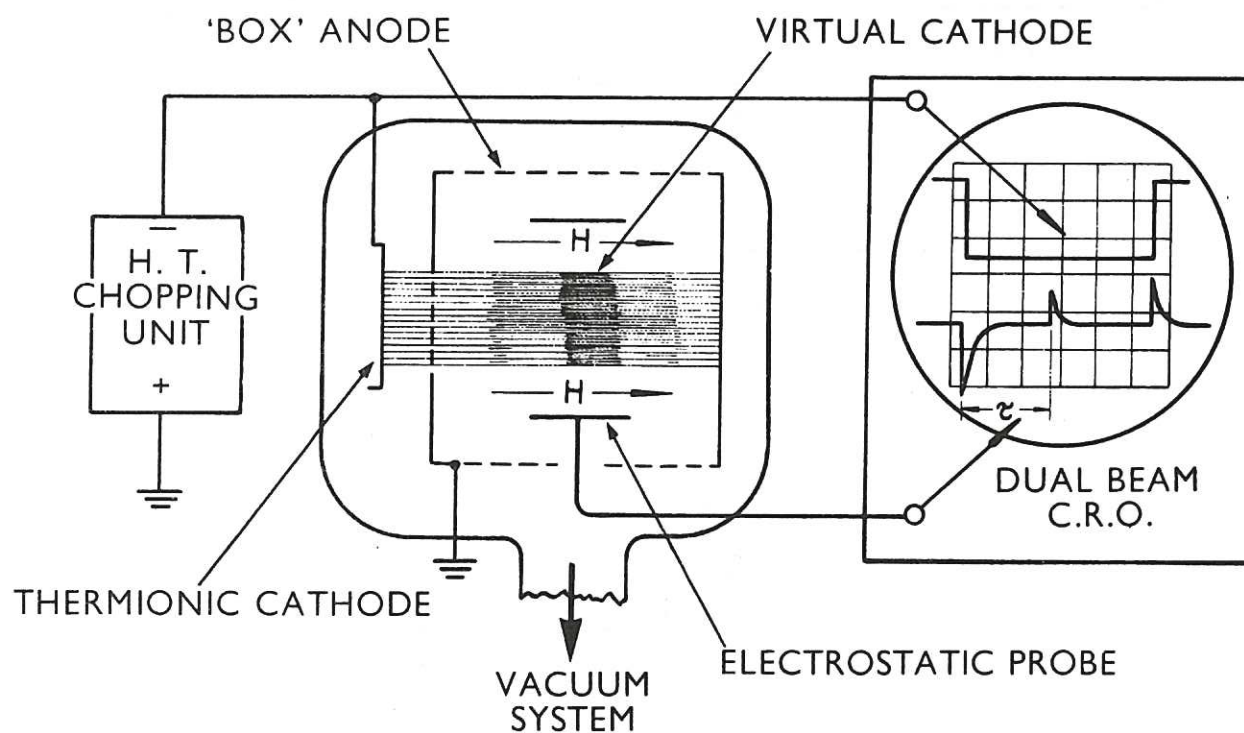 'BOX' ANODE
VIRTUAL CATHODE
−
H. T.
CHOPPING
UNIT
+
H
H
τ
DUAL BEAM
C.R.O.
THERMIONIC CATHODE
ELECTROSTATIC PROBE
VACUUM
SYSTEM